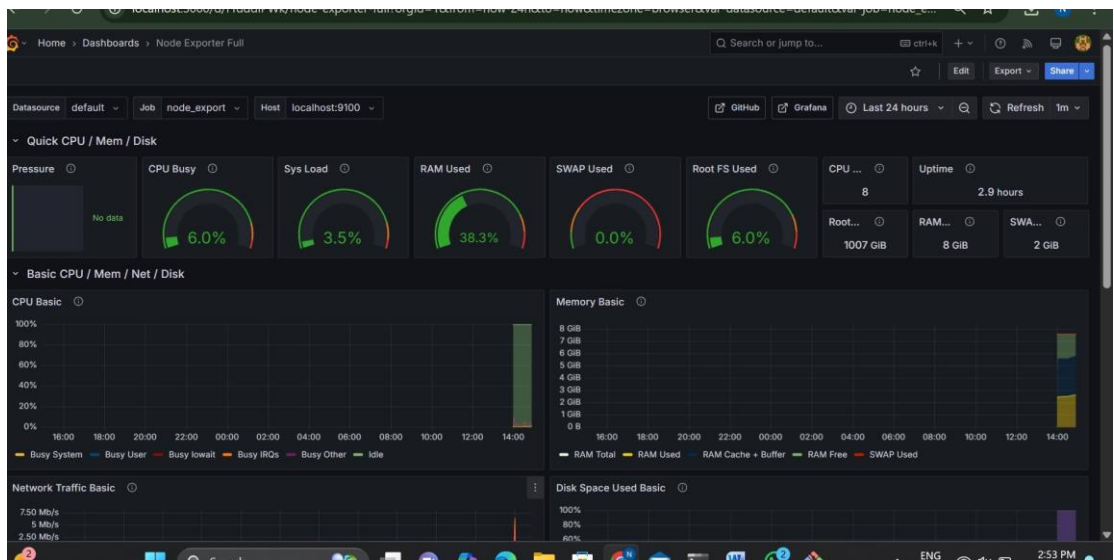 Home > Dashboards > Node Exporter Full
Search or jump to...
ctrl+k
Edit
Export
Share
Datasource default
Job node_export
Host localhost:9100
GitHub
Grafana
Last 24 hours
Refresh 1m
Quick CPU / Mem / Disk
Pressure
CPU Busy
Sys Load
RAM Used
SWAP Used
Root FS Used
CPU ...
Uptime
No data
6.0%
3.5%
38.3%
0.0%
6.0%
8
2.9 hours
Root...
RAM...
SWA...
1007 GiB
8 GiB
2 GiB
Basic CPU / Mem / Net / Disk
CPU Basic
100%
80%
60%
40%
20%
0%
16:00 18:00 20:00 22:00 00:00 02:00 04:00 06:00 08:00 10:00 12:00 14:00
Busy System Busy User Busy Iowait Busy IRQs Busy Other Idle
Memory Basic
8 GiB
7 GiB
6 GiB
5 GiB
4 GiB
3 GiB
2 GiB
1 GiB
0 B
16:00 18:00 20:00 22:00 00:00 02:00 04:00 06:00 08:00 10:00 12:00 14:00
RAM Total RAM Used RAM Cache + Buffer RAM Free SWAP Used
Network Traffic Basic
7.50 Mb/s
5 Mb/s
2.50 Mb/s
Disk Space Used Basic
100%
80%
60%
ENG
2:53 PM